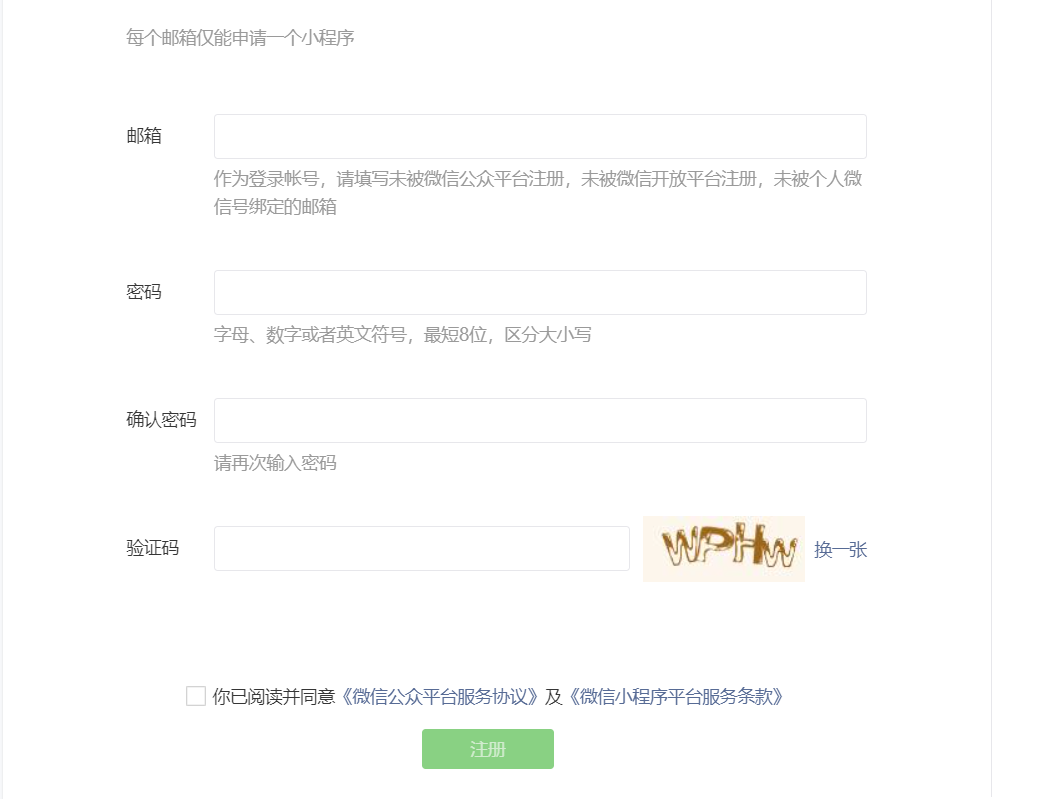 每个邮箱仅能申请一个小程序
邮箱
作为登录帐号，请填写未被微信公众平台注册，未被微信开放平台注册，未被个人微
信号绑定的邮箱
密码
字母、数字或者英文符号，最短8位，区分大小写
确认密码
请再次输入密码
验证码 WPHW 换一张
你已阅读并同意《微信公众平台服务协议》及《微信小程序平台服务条款》
注册